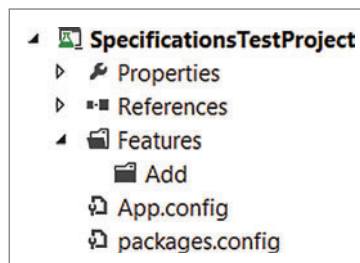 SpecificationsTestProject
Properties
References
Features
Add
App.config
packages.config